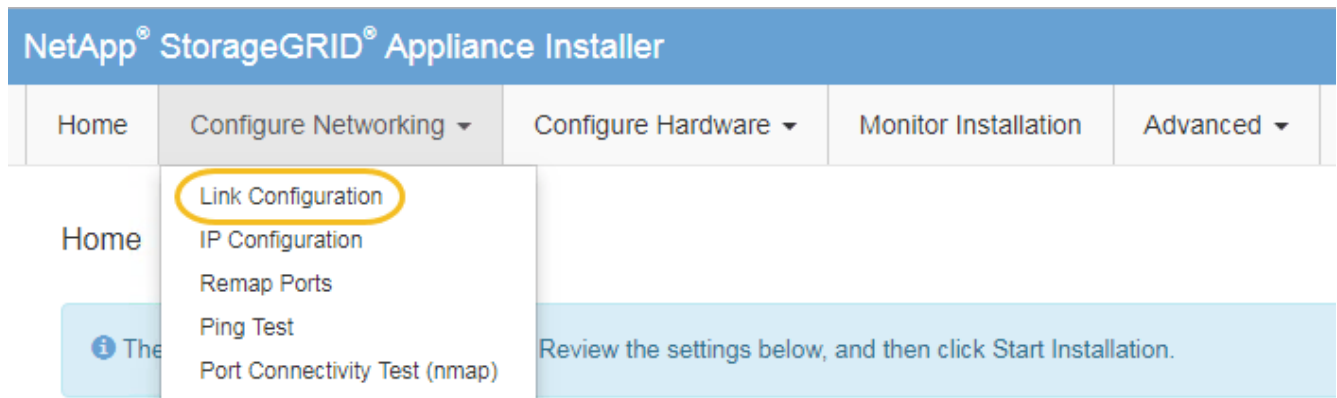 NetApp® StorageGRID® Appliance Installer
Home Configure Networking Configure Hardware Monitor Installation Advanced
Link Configuration
Home IP Configuration
Remap Ports
Ping Test
The Review the settings below, and then click Start Installation.
Port Connectivity Test (nmap)